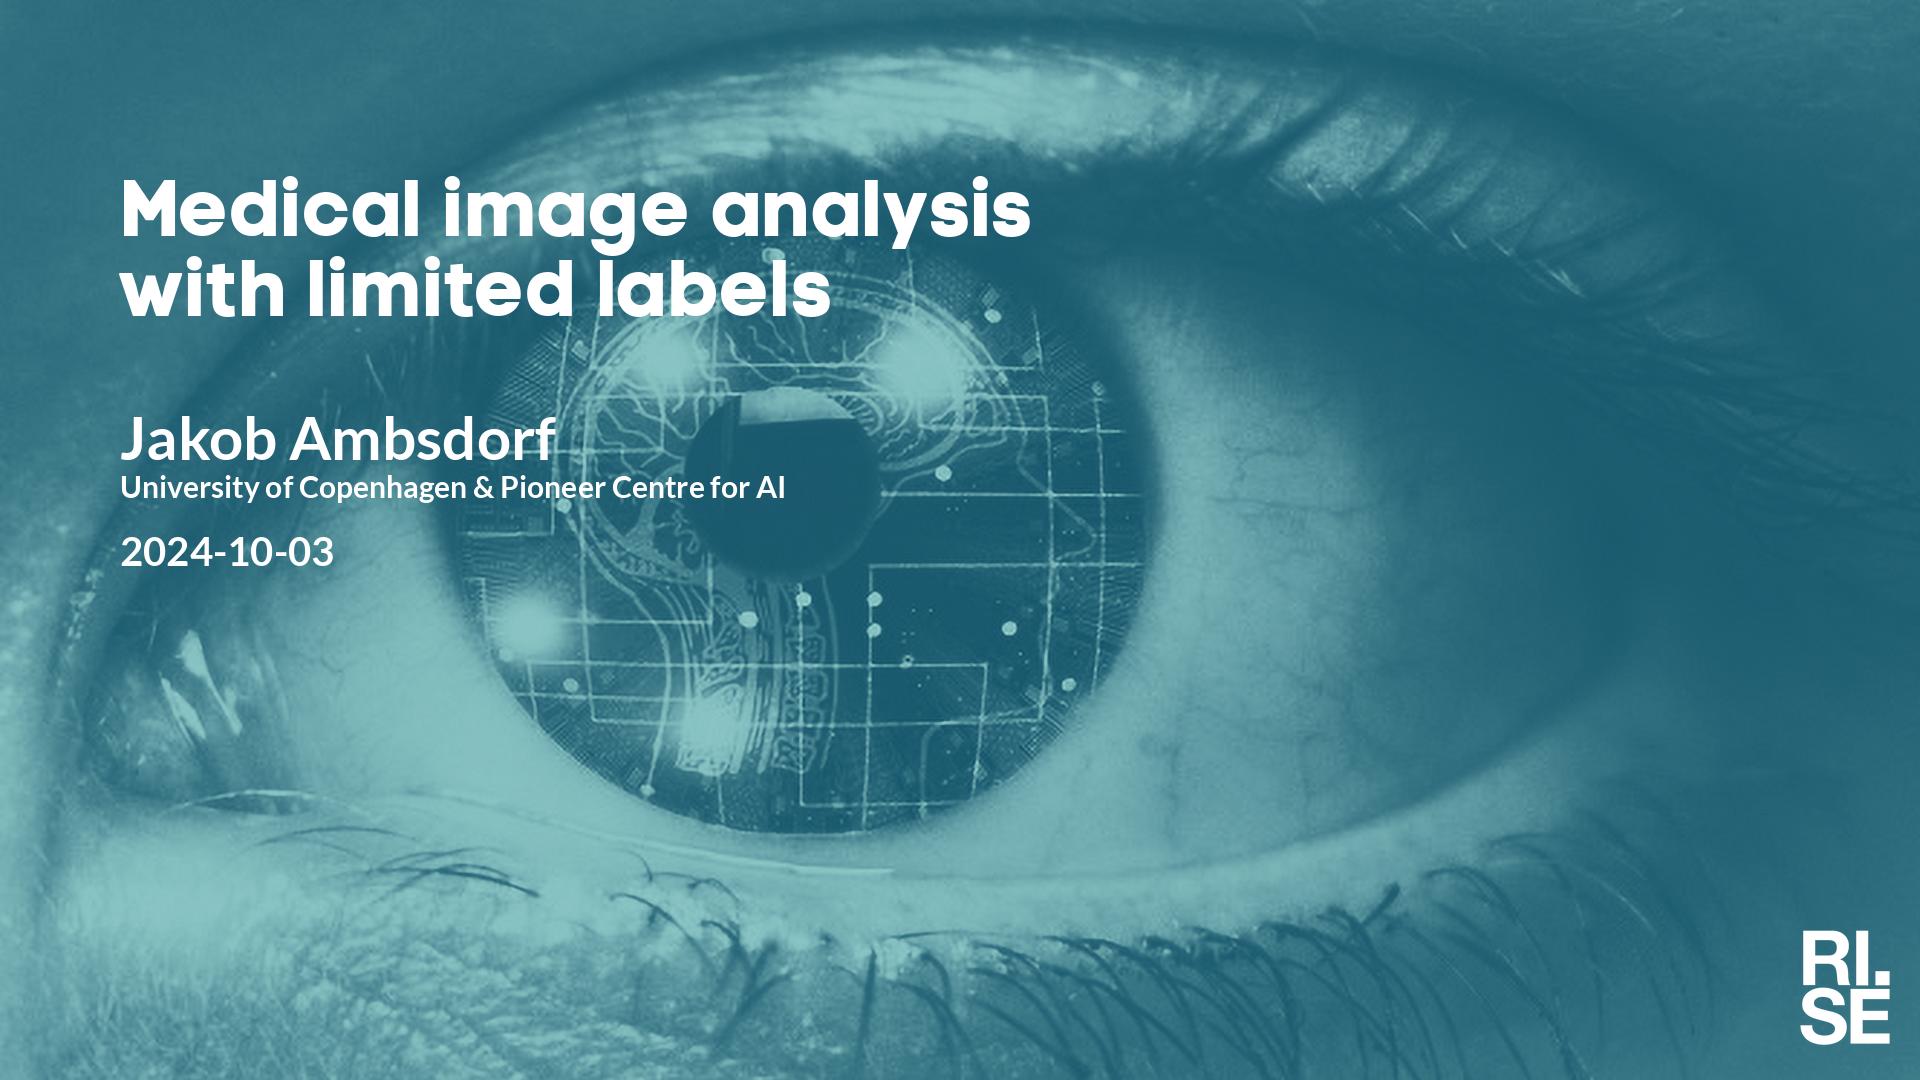 Medical image analysis
with limited labels
Jakob Ambsdorf
University of Copenhagen & Pioneer Centre for AI
2024-10-03
RI.
SE